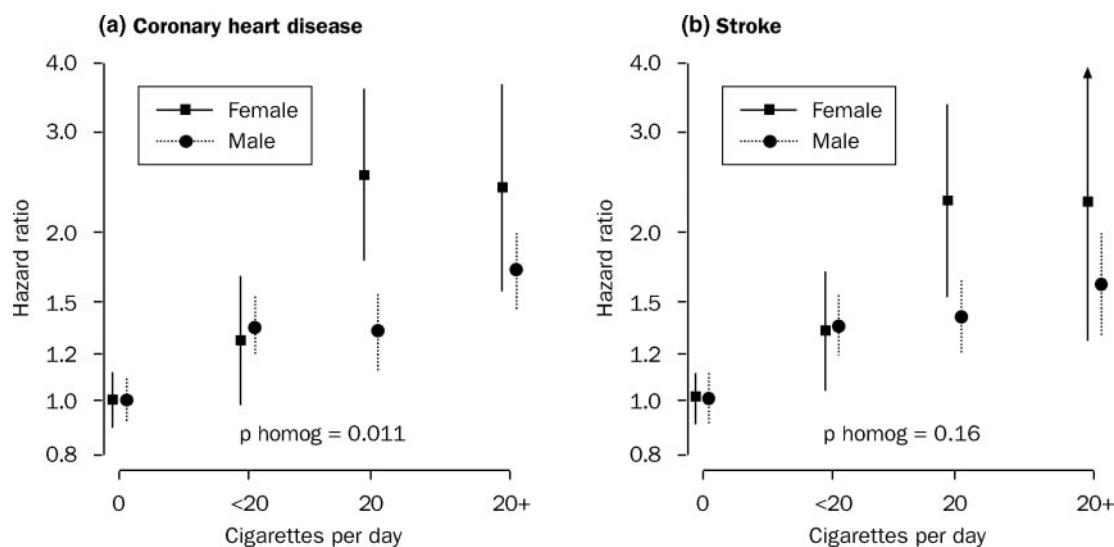 (a) Coronary heart disease
4.0
3.0
2.0
1.5
1.2
1.0
0.8
Hazard ratio
Female
Male
p homog = 0.011
0 <20 20 20+
Cigarettes per day
(b) Stroke
4.0
3.0
2.0
1.5
1.2
1.0
0.8
Hazard ratio
Female
Male
p homog = 0.16
0 <20 20 20+
Cigarettes per day